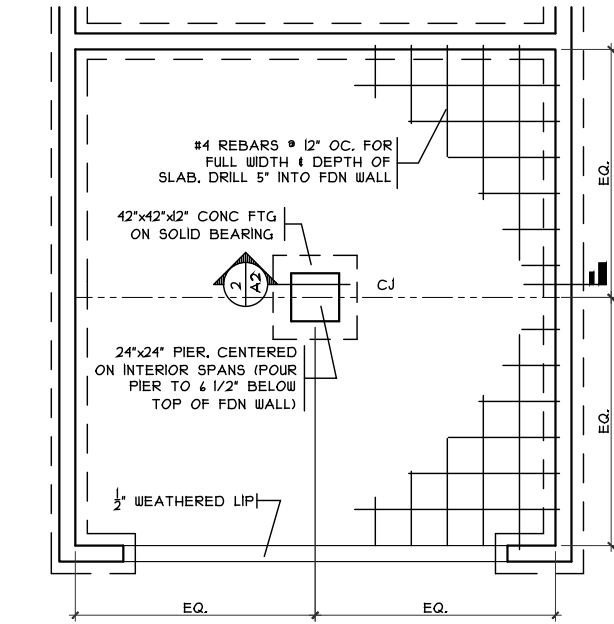 #4 REBARS @ 12" OC. FOR
FULL WIDTH & DEPTH OF
SLAB. DRILL 5" INTO FDN WALL
EQ.
42"x42"x12" CONC FTG
ON SOLID BEARING
2
A2
CJ
24"x24" PIER. CENTERED
ON INTERIOR SPANS (POUR
PIER TO 6 1/2" BELOW
TOP OF FDN WALL)
EQ.
1/2" WEATHERED LIP
EQ.
EQ.